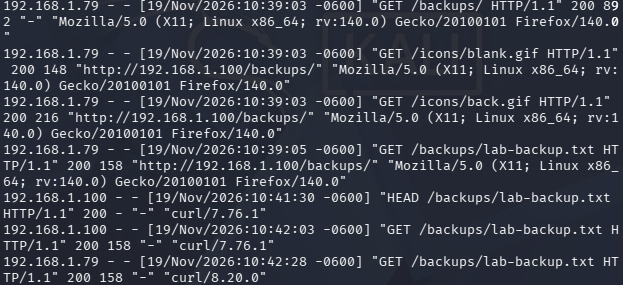 192.168.1.79 - - [19/Nov/2026:10:39:03 -0600] "GET /backups/ HTTP/1.1" 200 89
2 "-" "Mozilla/5.0 (X11; Linux x86_64; rv:140.0) Gecko/20100101 Firefox/140.0
"
192.168.1.79 - - [19/Nov/2026:10:39:03 -0600] "GET /icons/blank.gif HTTP/1.1"
 200 148 "http://192.168.1.100/backups/" "Mozilla/5.0 (X11; Linux x86_64; rv:
140.0) Gecko/20100101 Firefox/140.0"
192.168.1.79 - - [19/Nov/2026:10:39:03 -0600] "GET /icons/back.gif HTTP/1.1"
200 216 "http://192.168.1.100/backups/" "Mozilla/5.0 (X11; Linux x86_64; rv:1
40.0) Gecko/20100101 Firefox/140.0"
192.168.1.79 - - [19/Nov/2026:10:39:05 -0600] "GET /backups/lab-backup.txt HT
TP/1.1" 200 158 "http://192.168.1.100/backups/" "Mozilla/5.0 (X11; Linux x86_
64; rv:140.0) Gecko/20100101 Firefox/140.0"
192.168.1.100 - - [19/Nov/2026:10:41:30 -0600] "HEAD /backups/lab-backup.txt
HTTP/1.1" 200 - "-" "curl/7.76.1"
192.168.1.100 - - [19/Nov/2026:10:42:03 -0600] "GET /backups/lab-backup.txt H
TTP/1.1" 200 158 "-" "curl/7.76.1"
192.168.1.79 - - [19/Nov/2026:10:42:28 -0600] "GET /backups/lab-backup.txt HT
TP/1.1" 200 158 "-" "curl/8.20.0"